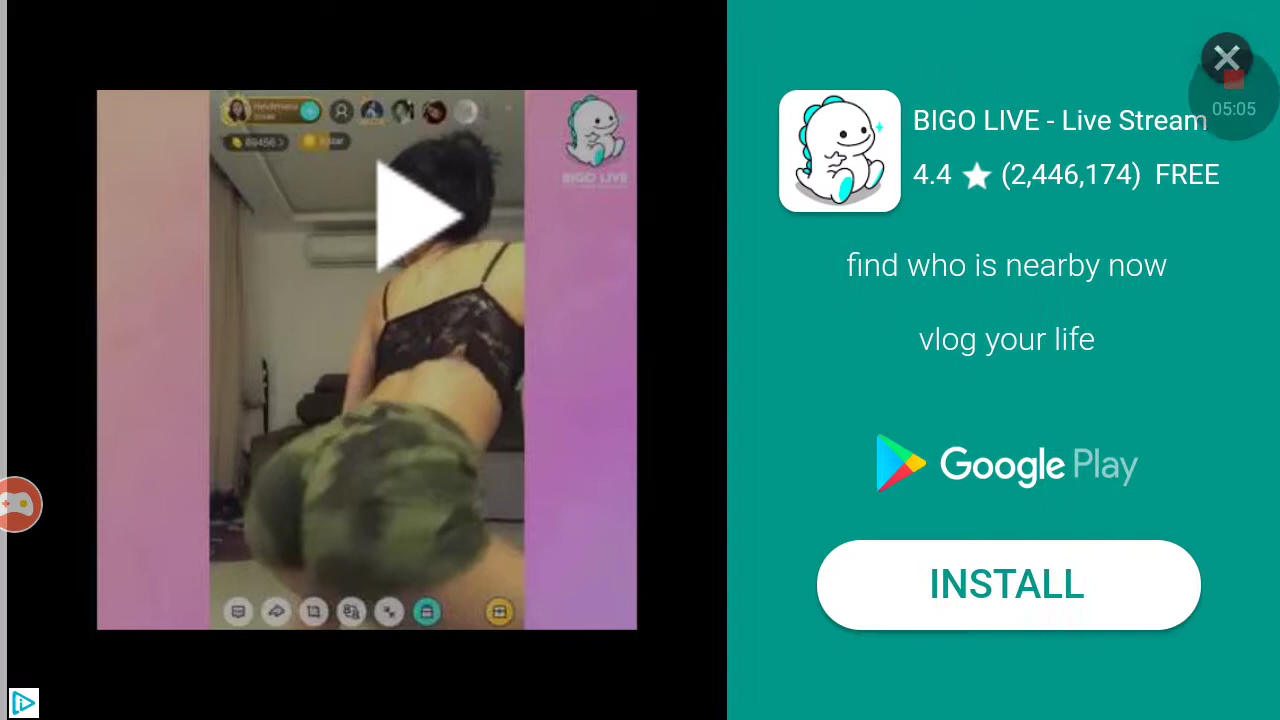 89456
BIGO LIVE
BIGO LIVE - Live Stream
4.4 ★ (2,446,174) FREE
05:05
find who is nearby now
vlog your life
Google Play
INSTALL